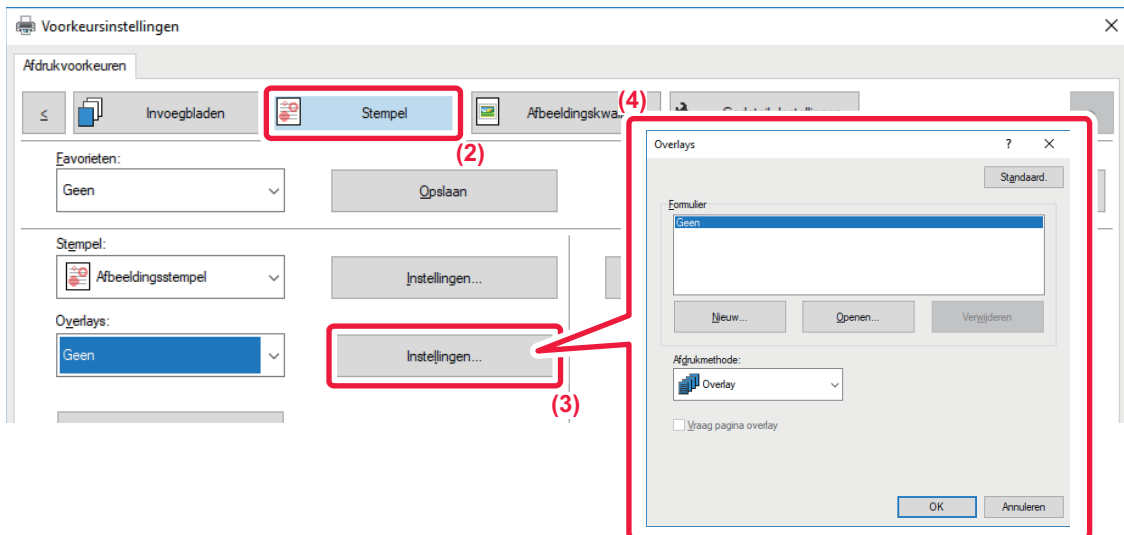 Voorkeursinstellingen
Afdrukvoorkeuren
≤ Invoegbladen Stempel
(2)
(4)
Favorieten:
Geen Opslaan
Stempel:
Afbeeldingsstempel Instellingen...
Overlays:
Geen Instellingen...
(3)
Overlays ?
Standaard.
Formulier
Geen
Nieuw... Openen... Verwijderen
Afdrukmethode:
Overlay
Vraag pagina overlay
OK Annuleren